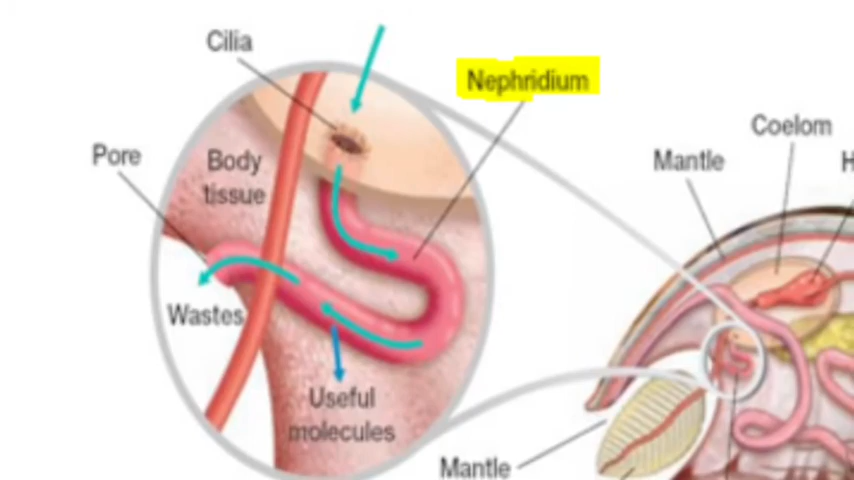 Cilia
Nephridium
Pore
Body
tissue
Coelom
Mantle
H
Wastes
Useful
molecules
Mantle